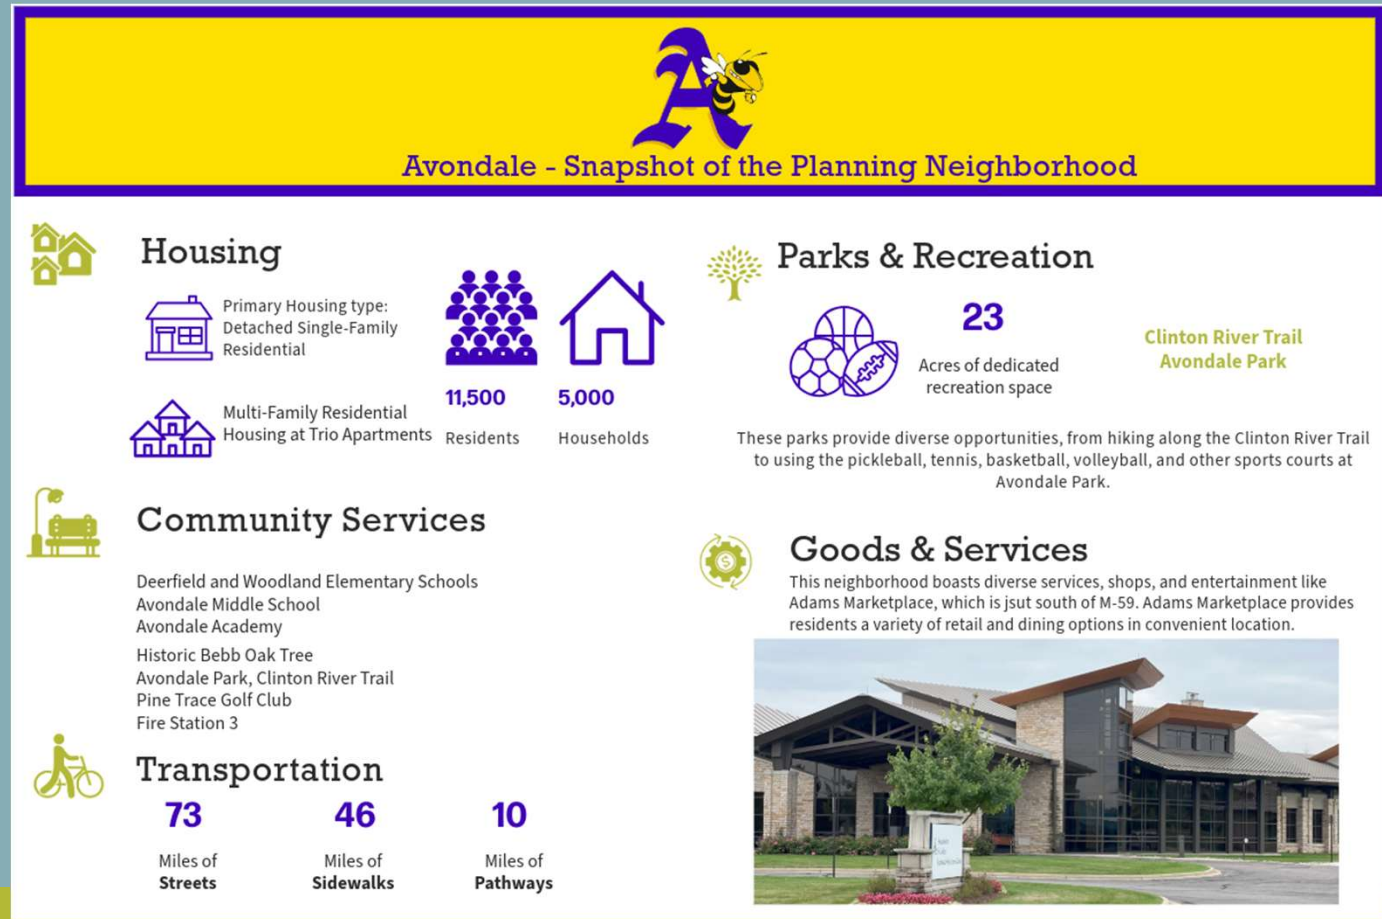 A
Avondale - Snapshot of the Planning Neighborhood
Housing
Primary Housing type:
Detached Single-Family
Residential
Multi-Family Residential
Housing at Trio Apartments
11,500
Residents
5,000
Households
Community Services
Deerfield and Woodland Elementary Schools
Avondale Middle School
Avondale Academy
Historic Bebb Oak Tree
Avondale Park, Clinton River Trail
Pine Trace Golf Club
Fire Station 3
Transportation
73
Miles of
Streets
46
Miles of
Sidewalks
10
Miles of
Pathways
Parks & Recreation
23
Acres of dedicated
recreation space
Clinton River Trail
Avondale Park
These parks provide diverse opportunities, from hiking along the Clinton River Trail
to using the pickleball, tennis, basketball, volleyball, and other sports courts at
Avondale Park.
Goods & Services
$
This neighborhood boasts diverse services, shops, and entertainment like
Adams Marketplace, which is jsut south of M-59. Adams Marketplace provides
residents a variety of retail and dining options in convenient location.